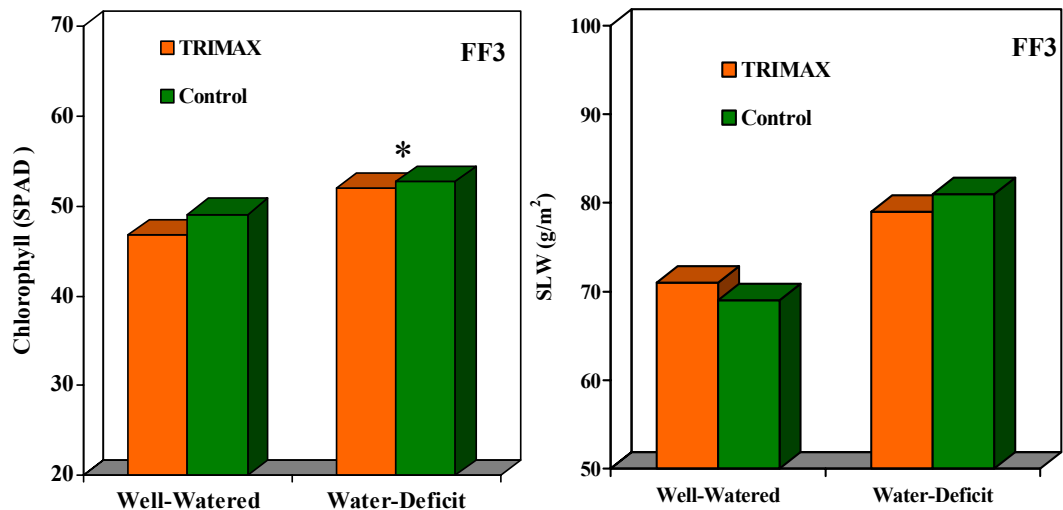 70
60
50
40
30
20
Chlorophyll (SPAD )
TRIMAX
Control
FF3
*
Well-Watered
Water-Deficit
100
90
80
70
60
50
SLW (g/m²)
TRIMAX
Control
FF3
Well-Watered
Water-Deficit